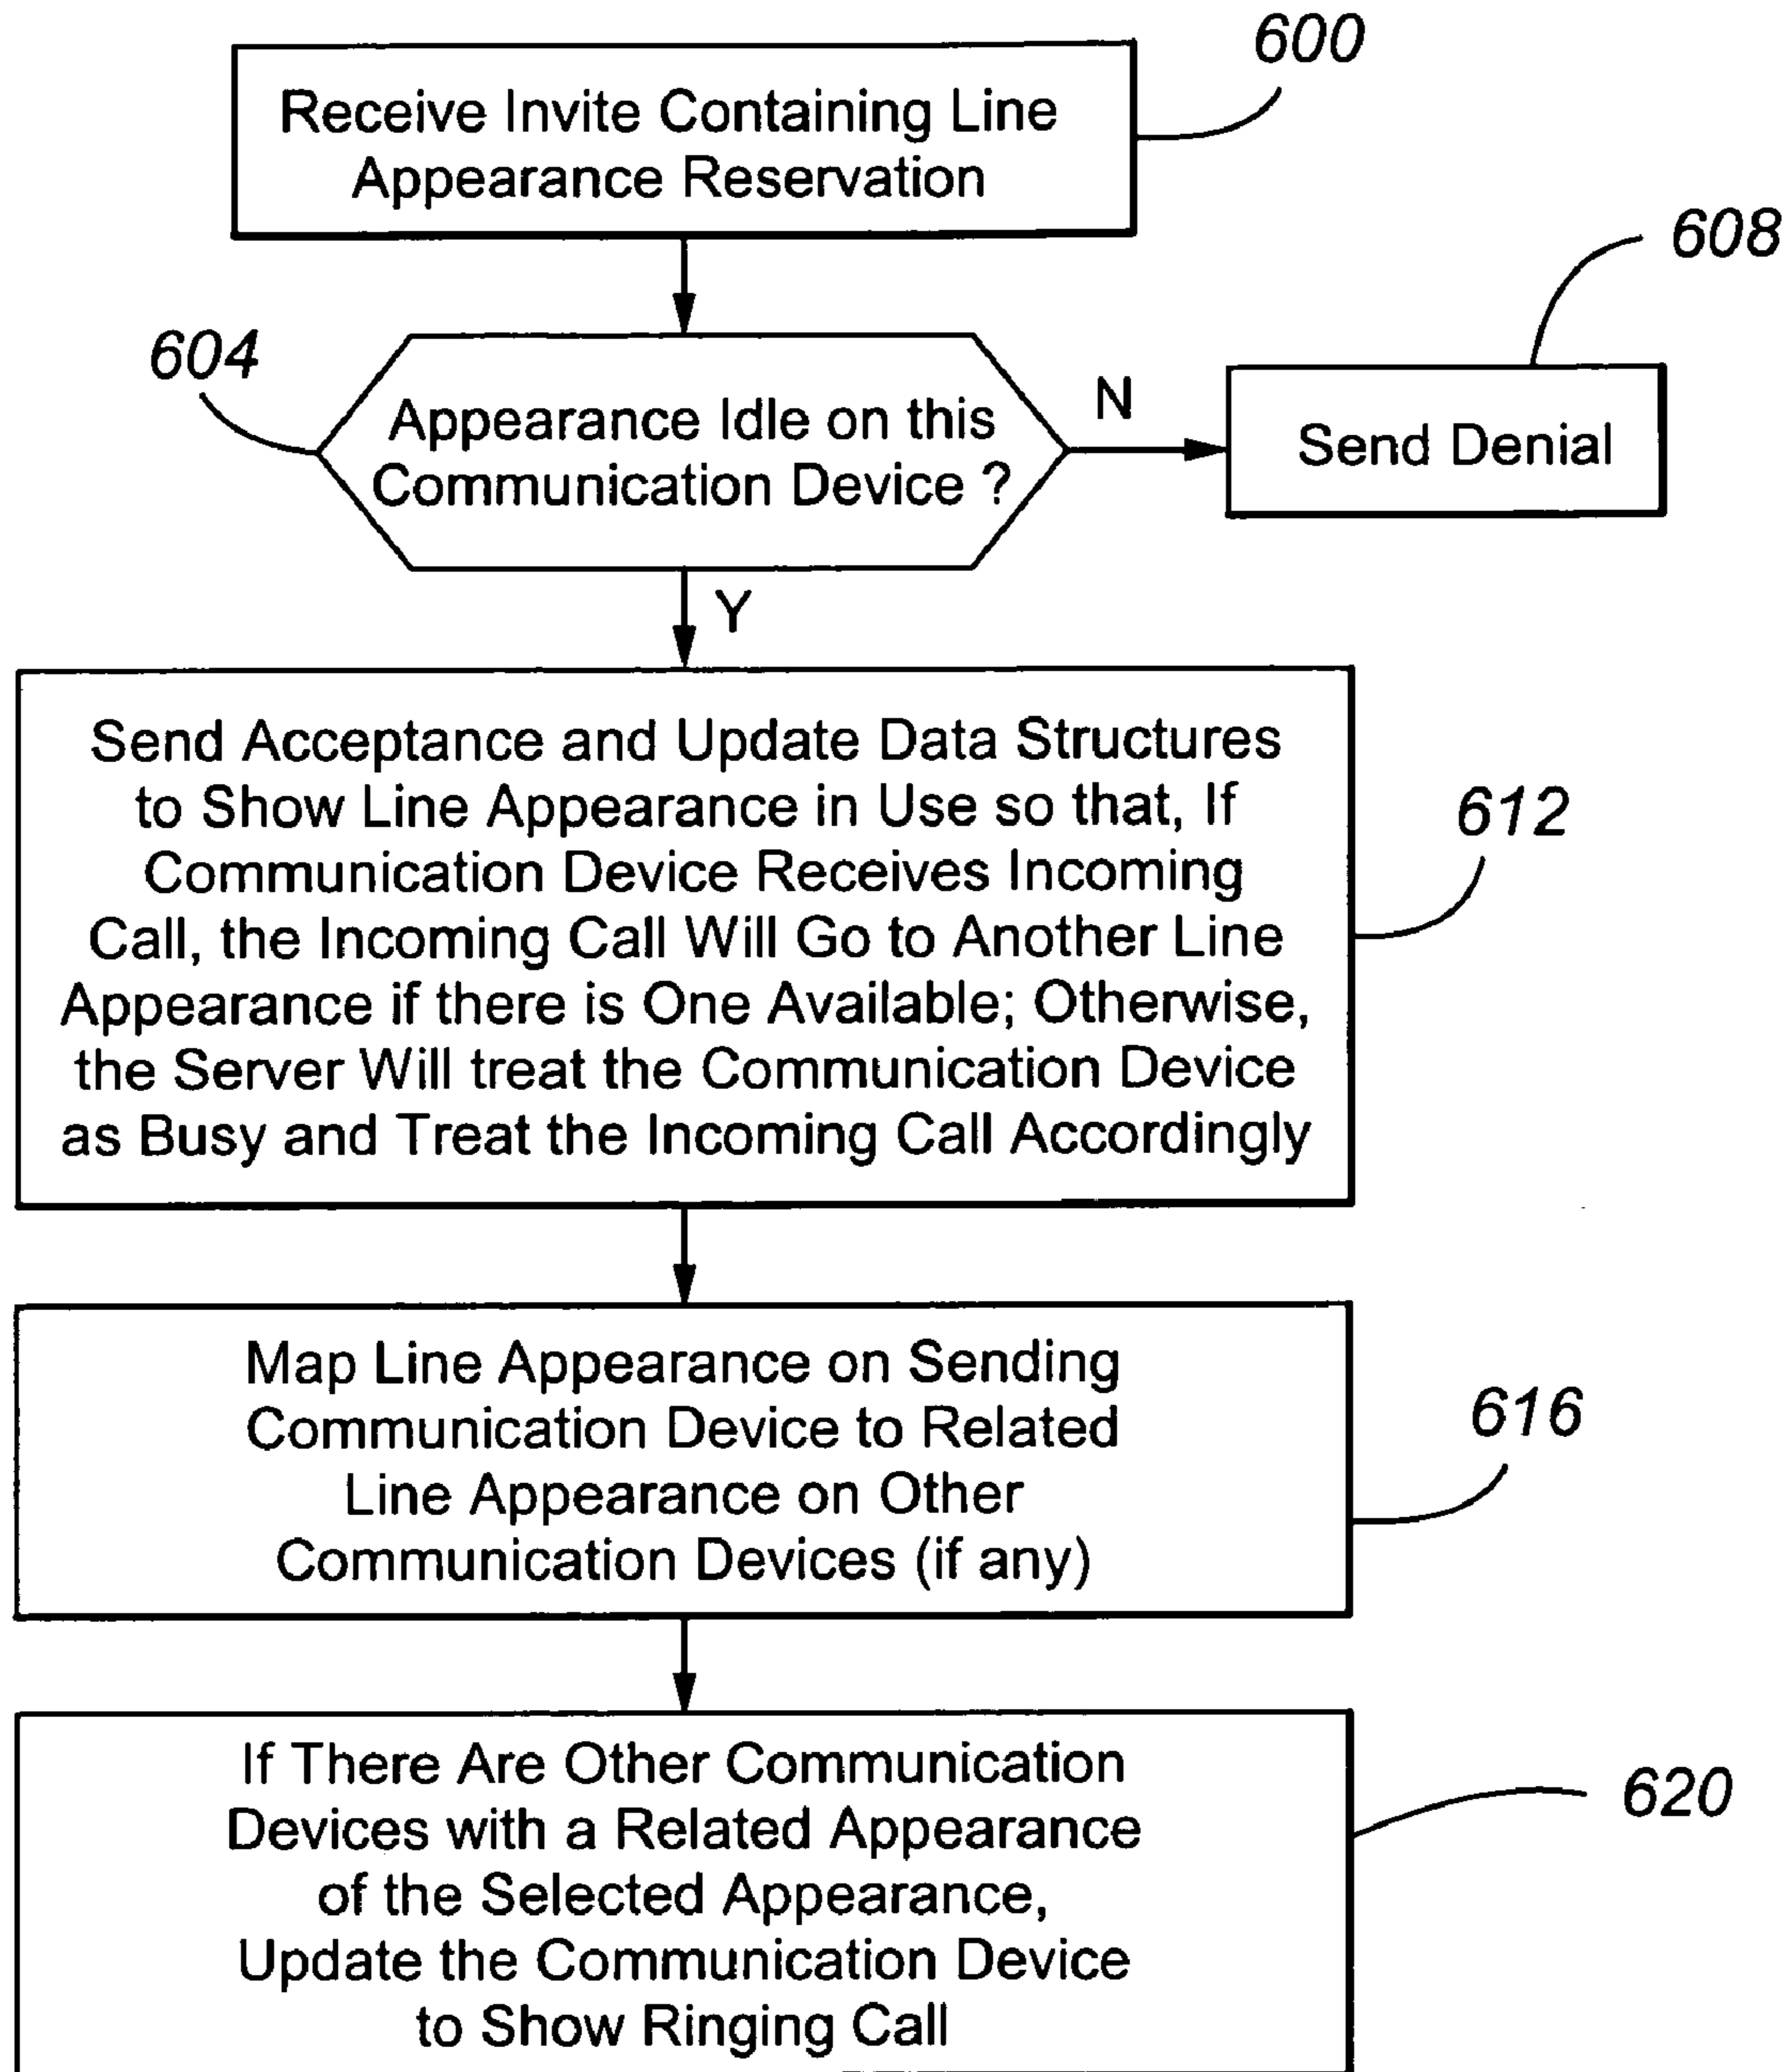 600
Receive Invite Containing Line
Appearance Reservation
608
604
Appearance Idle on this
Communication Device ?
N
Send Denial
Y
Send Acceptance and Update Data Structures
to Show Line Appearance in Use so that, If
Communication Device Receives Incoming
Call, the Incoming Call Will Go to Another Line
Appearance if there is One Available; Otherwise,
the Server Will treat the Communication Device
as Busy and Treat the Incoming Call Accordingly
612
Map Line Appearance on Sending
Communication Device to Related
Line Appearance on Other
Communication Devices (if any)
616
If There Are Other Communication
Devices with a Related Appearance
of the Selected Appearance,
Update the Communication Device
to Show Ringing Call
620